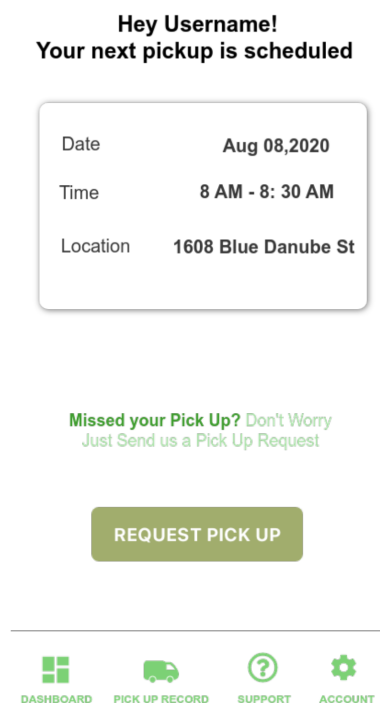 Hey Username!
Your next pickup is scheduled
Date Aug 08,2020
Time 8 AM - 8: 30 AM
Location 1608 Blue Danube St
Missed your Pick Up? Don't Worry
Just Send us a Pick Up Request
REQUEST PICK UP
DASHBOARD PICK UP RECORD SUPPORT ACCOUNT